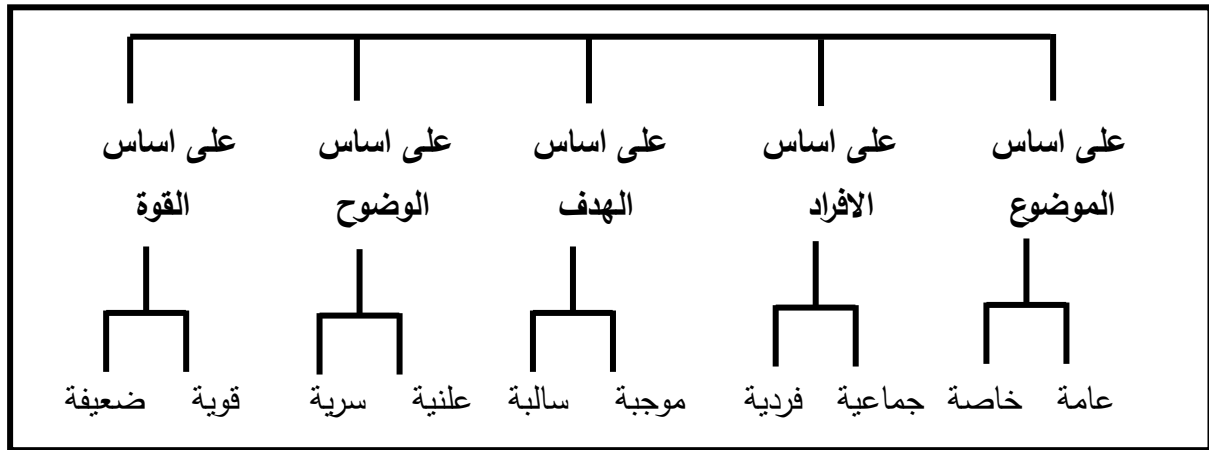 على اساس على اساس على اساس على اساس على اساس
الموضوع الافراد الهدف الوضوح القوة
عامة خاصة جماعية فردية موجبة سالبة علنية سرية قوية ضعيفة